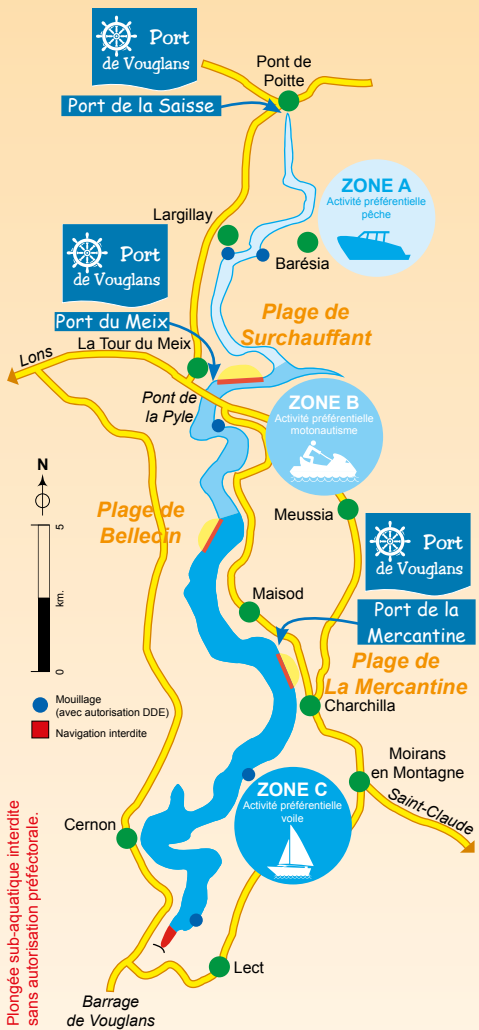 Port
de Vouglans
Pont de
Poitte
Port de la Saisse
ZONE A
Activité préférentielle
pêche
Largillay
Barésia
Port
de Vouglans
Port du Meix
Plage de
Surchauffant
La Tour du Meix
Lons
Pont de
la Pyle
ZONE B
Activité préférentielle
motonautisme
N
5
km.
0
Plage de
Bellecin
Meussia
Port
de Vouglans
Maisod
Port de la
Mercantine
Plage de
La Mercantine
Charchilla
Mouillage
(avec autorisation DDE)
Navigation interdite
Moirans
en Montagne
Saint-Claude
ZONE C
Activité préférentielle
voile
Cernon
Plongée sub-aquatique interdite
sans autorisation préféctorale.
Lect
Barrage
de Vouglans